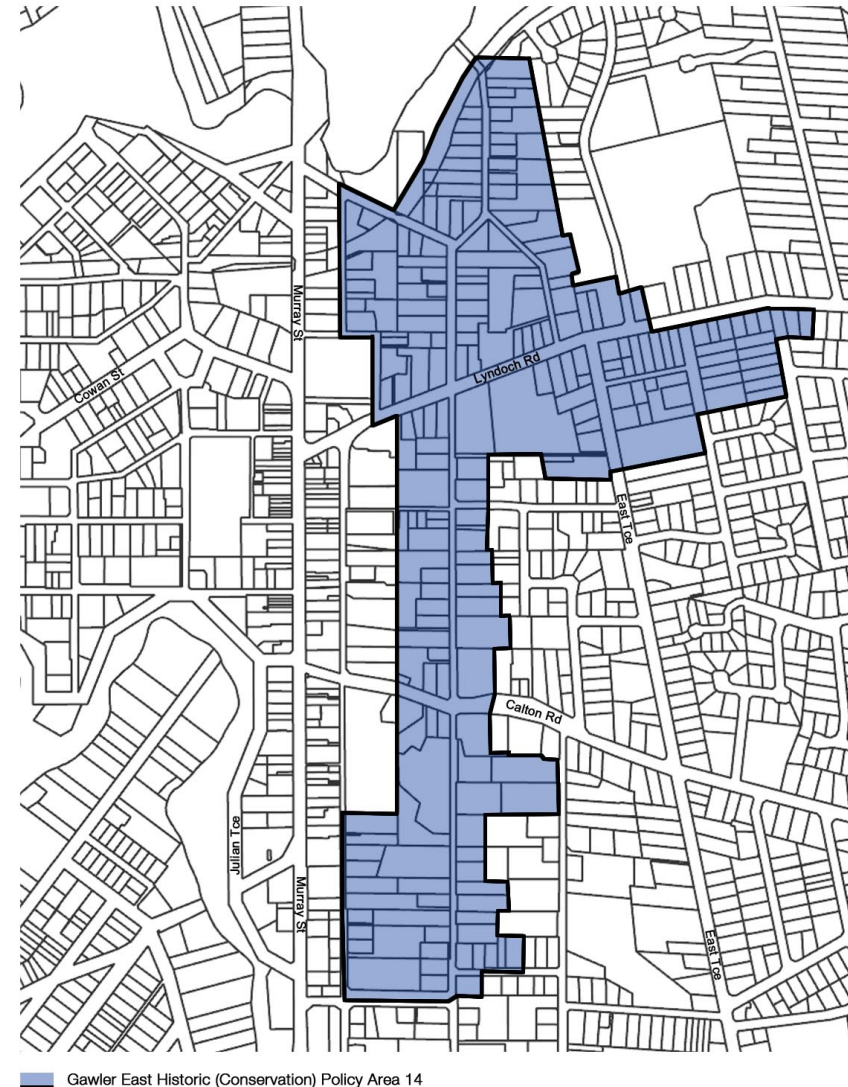 Murray St
Cowan St
Lyndoch Rd
East Tce
Calton Rd
Julian Tce
Murray St
East Tce
Gawler East Historic (Conservation) Policy Area 14